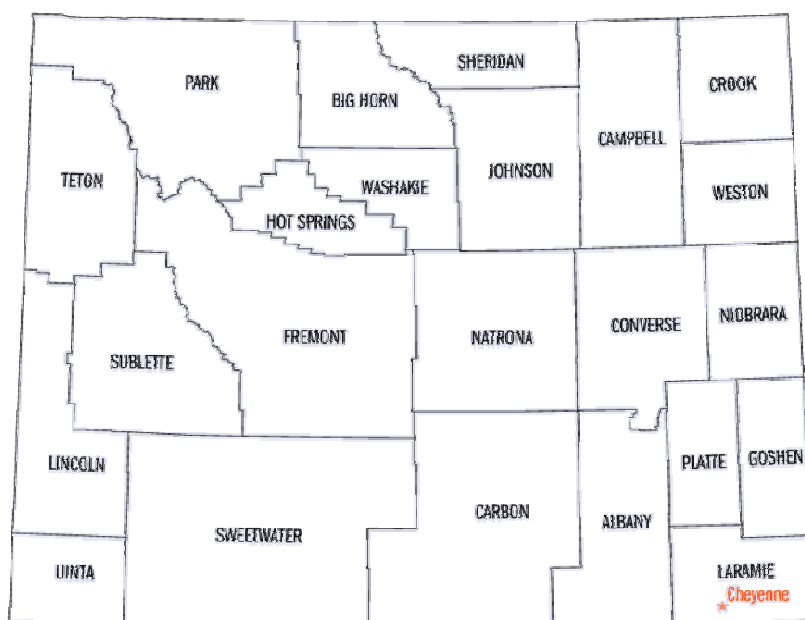 SHERIDAN
PARK
CROOK
BIG HORN
CAMPBELL
JOHNSON
TETON
WASHAKIE
WESTON
HOT SPRINGS
NIOBRARA
CONVERSE
FREMONT
NATRONA
SUBLETTE
LINCOLN
PLATTE
GOSHEN
CARBON
ALBANY
SWEETWATER
UINTA
LARAMIE
Cheyenne